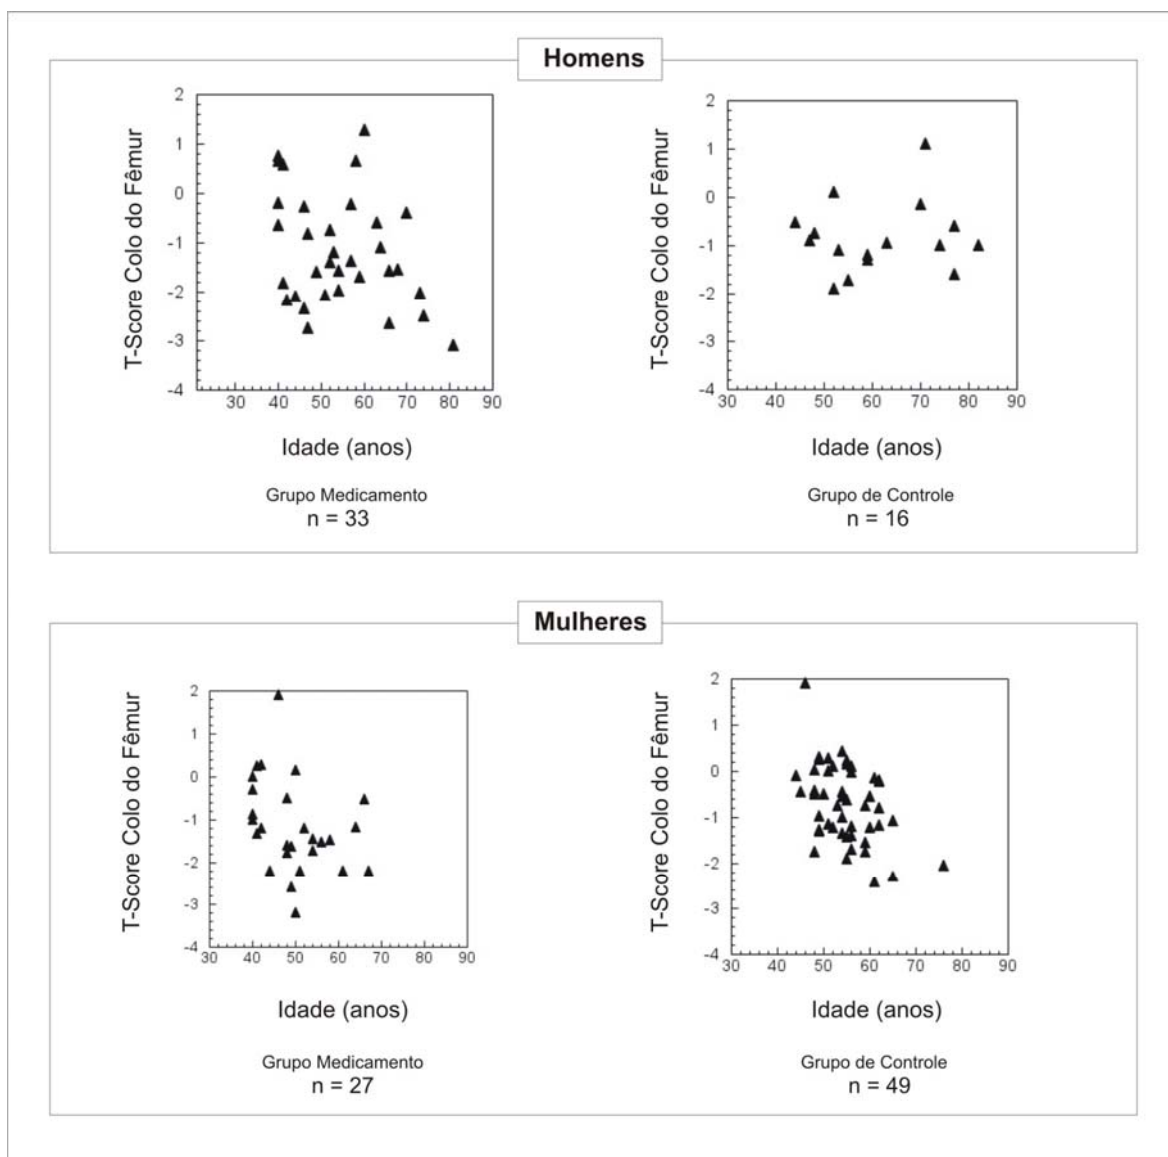 Homens
T-Score Colo do Fêmur
2
1
0
-1
-2
-3
-4
30 40 50 60 70 80 90
Idade (anos)
Grupo Medicamento
n = 33
T-Score Colo do Fêmur
2
1
0
-1
-2
-3
-4
30 40 50 60 70 80 90
Idade (anos)
Grupo de Controle
n = 16
Mulheres
T-Score Colo do Fêmur
2
1
0
-1
-2
-3
-4
30 40 50 60 70 80 90
Idade (anos)
Grupo Medicamento
n = 27
T-Score Colo do Fêmur
2
1
0
-1
-2
-3
-4
30 40 50 60 70 80 90
Idade (anos)
Grupo de Controle
n = 49